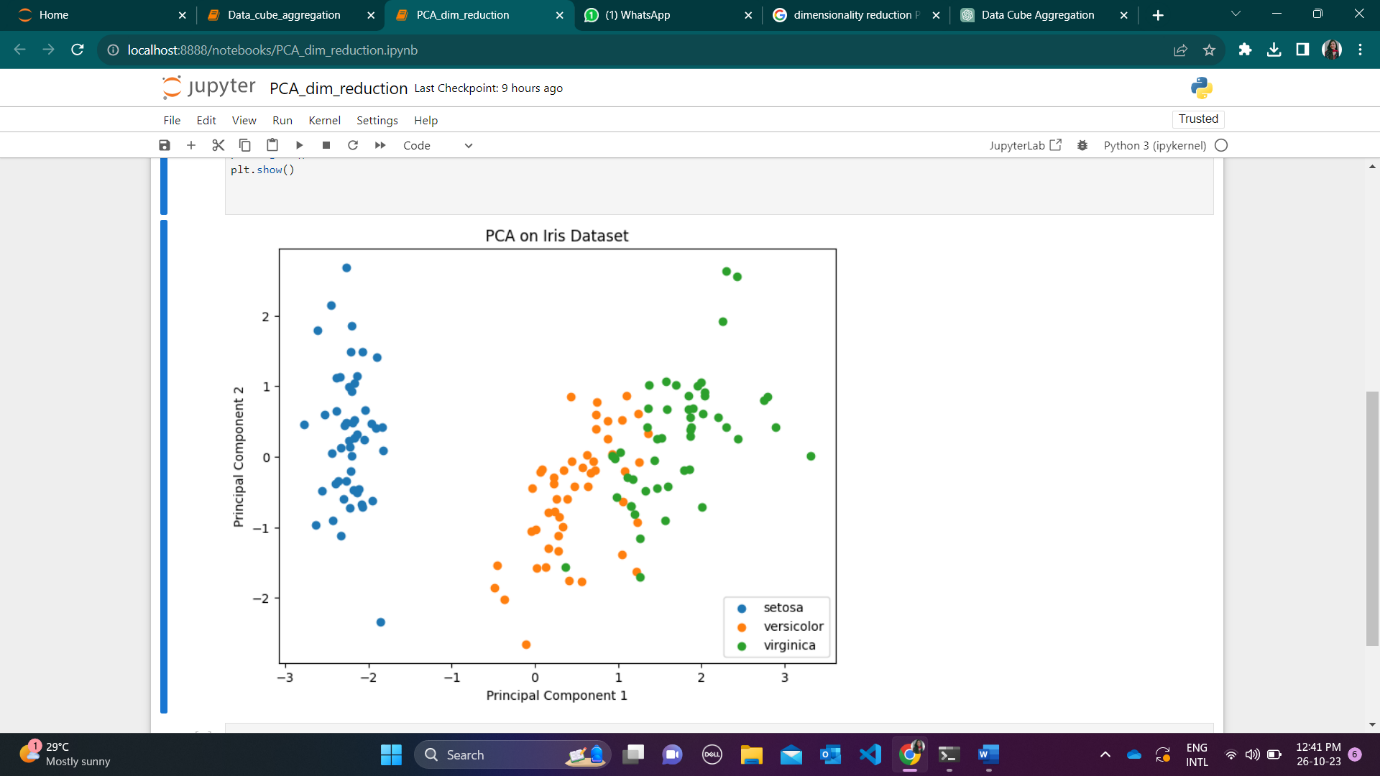 Home
Data_cube_aggregation
PCA_dim_reduction
(1) WhatsApp
dimensionality reduction
Data Cube Aggregation
localhost:8888/notebooks/PCA_dim_reduction.ipynb
jupyter PCA_dim_reduction Last Checkpoint: 9 hours ago
File Edit View Run Kernel Settings Help
Trusted
Code
JupyterLab
Python 3 (ipykernel)
plt.show()
PCA on Iris Dataset
2
1
0
−1
−2
Principal Component 2
setosa
versicolor
virginica
−3 −2 −1 0 1 2 3
Principal Component 1
1
29°C
Mostly sunny
Search
DELL
ENG
INTL
12:41 PM
26-10-23
6